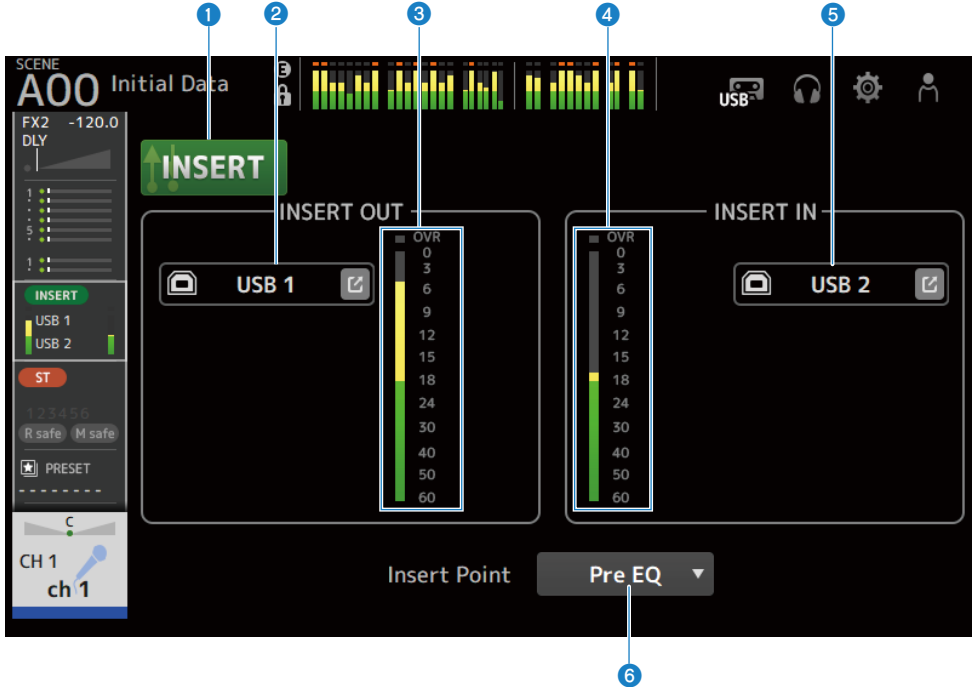 1 2 3 4 5
SCENE
A00 Initial Data
E
USB
FX2 -120.0
DLY
1
5
1
INSERT
USB 1
USB 2
ST
123456
R safe M safe
PRESET
--------
C
CH 1
ch 1
INSERT
INSERT OUT
USB 1
OVR
0
3
6
9
12
15
18
24
30
40
50
60
INSERT IN
OVR
0
3
6
9
12
15
18
24
30
40
50
60
USB 2
Insert Point Pre EQ
6